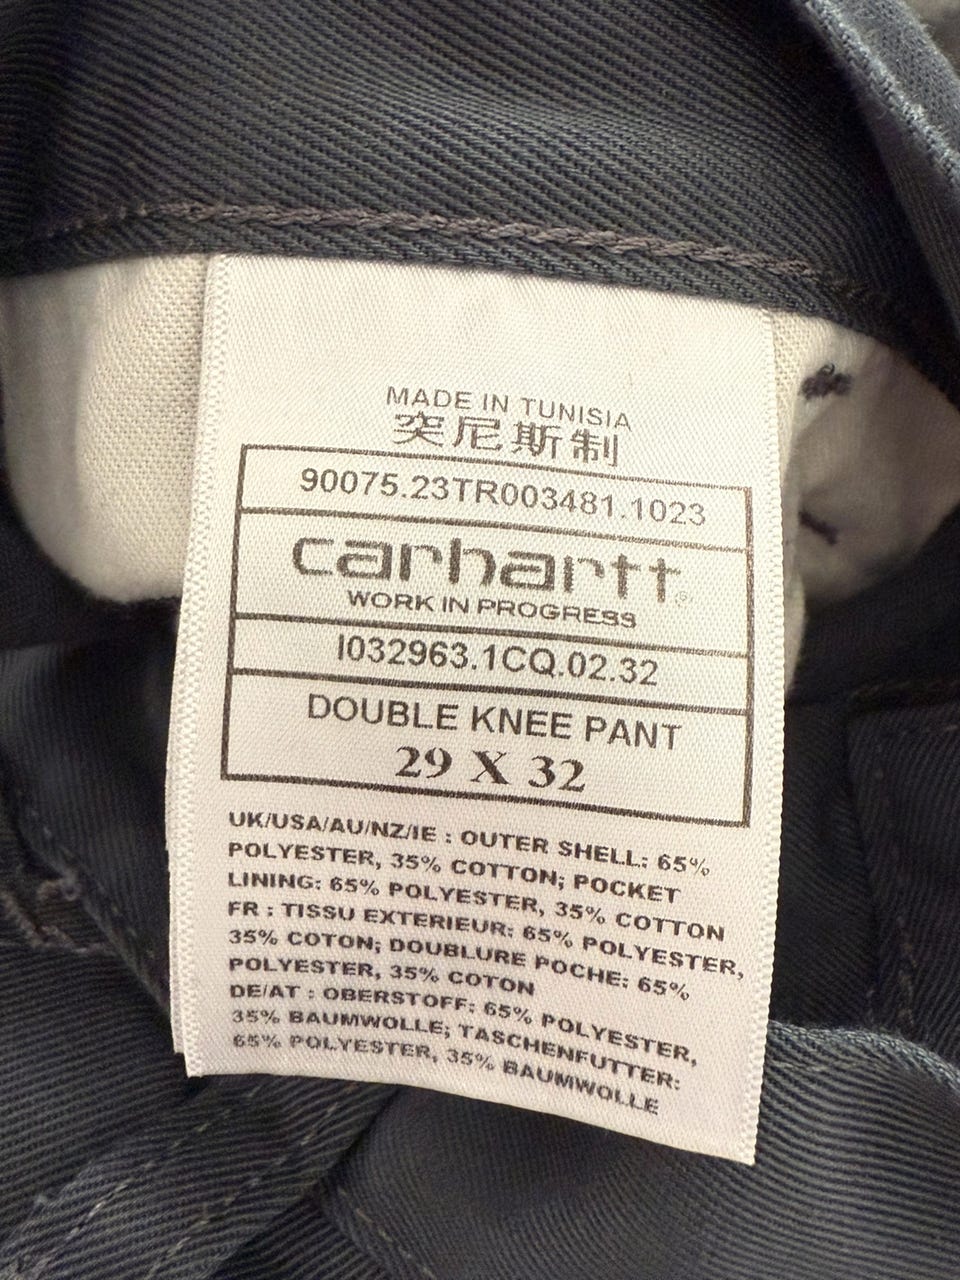 MADE IN TUNISIA
突尼斯制
90075.23TR003481.1023
carhartt®
WORK IN PROGRESS
I032963.1CQ.02.32
DOUBLE KNEE PANT
29 X 32
UK/USA/AU/NZ/IE : OUTER SHELL: 65%
POLYESTER, 35% COTTON; POCKET
LINING: 65% POLYESTER, 35% COTTON
FR : TISSU EXTERIEUR: 65% POLYESTER,
35% COTON; DOUBLURE POCHE: 65%
POLYESTER, 35% COTON
DE/AT : OBERSTOFF: 65% POLYESTER,
35% BAUMWOLLE; TASCHENFUTTER:
65% POLYESTER, 35% BAUMWOLLE